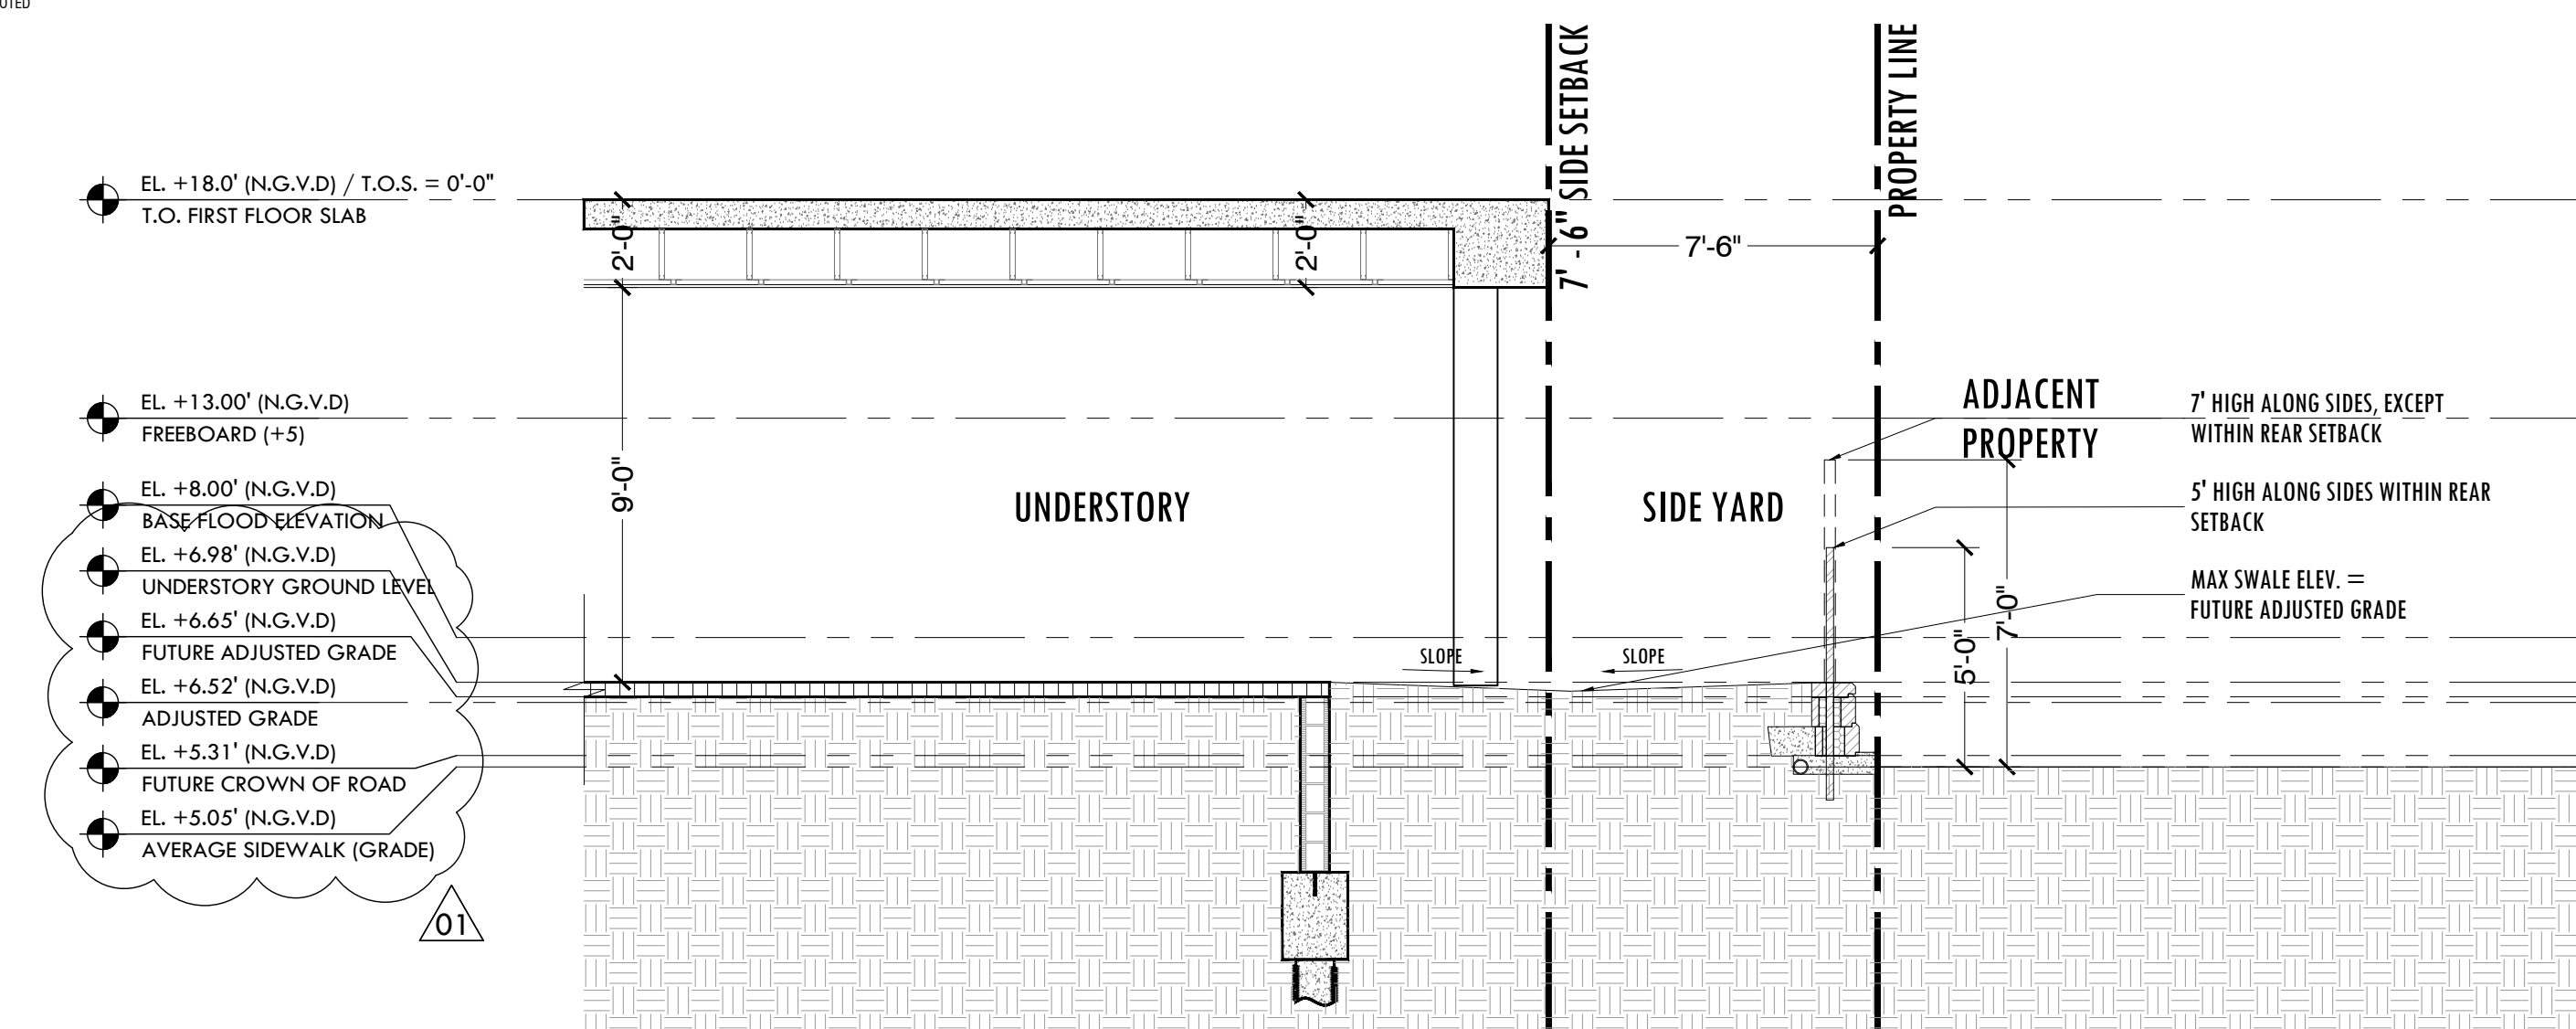 OTED
EL. +18.0' (N.G.V.D) / T.O.S. = 0'-0"
T.O. FIRST FLOOR SLAB
EL. +13.00' (N.G.V.D)
FREEBOARD (+5)
EL. +8.00' (N.G.V.D)
BASE FLOOD ELEVATION
EL. +6.98' (N.G.V.D)
UNDERSTORY GROUND LEVEL
EL. +6.65' (N.G.V.D)
FUTURE ADJUSTED GRADE
EL. +6.52' (N.G.V.D)
ADJUSTED GRADE
EL. +5.31' (N.G.V.D)
FUTURE CROWN OF ROAD
EL. +5.05' (N.G.V.D)
AVERAGE SIDEWALK (GRADE)
01
2'-0"
9'-0"
2'-0"
UNDERSTORY
SLOPE
7' - 6" SIDE SETBACK
7'-6"
SIDE YARD
SLOPE
PROPERTY LINE
ADJACENT
PROPERTY
5'-0"
7'-0"
7' HIGH ALONG SIDES, EXCEPT
WITHIN REAR SETBACK
5' HIGH ALONG SIDES WITHIN REAR
SETBACK
MAX SWALE ELEV. =
FUTURE ADJUSTED GRADE